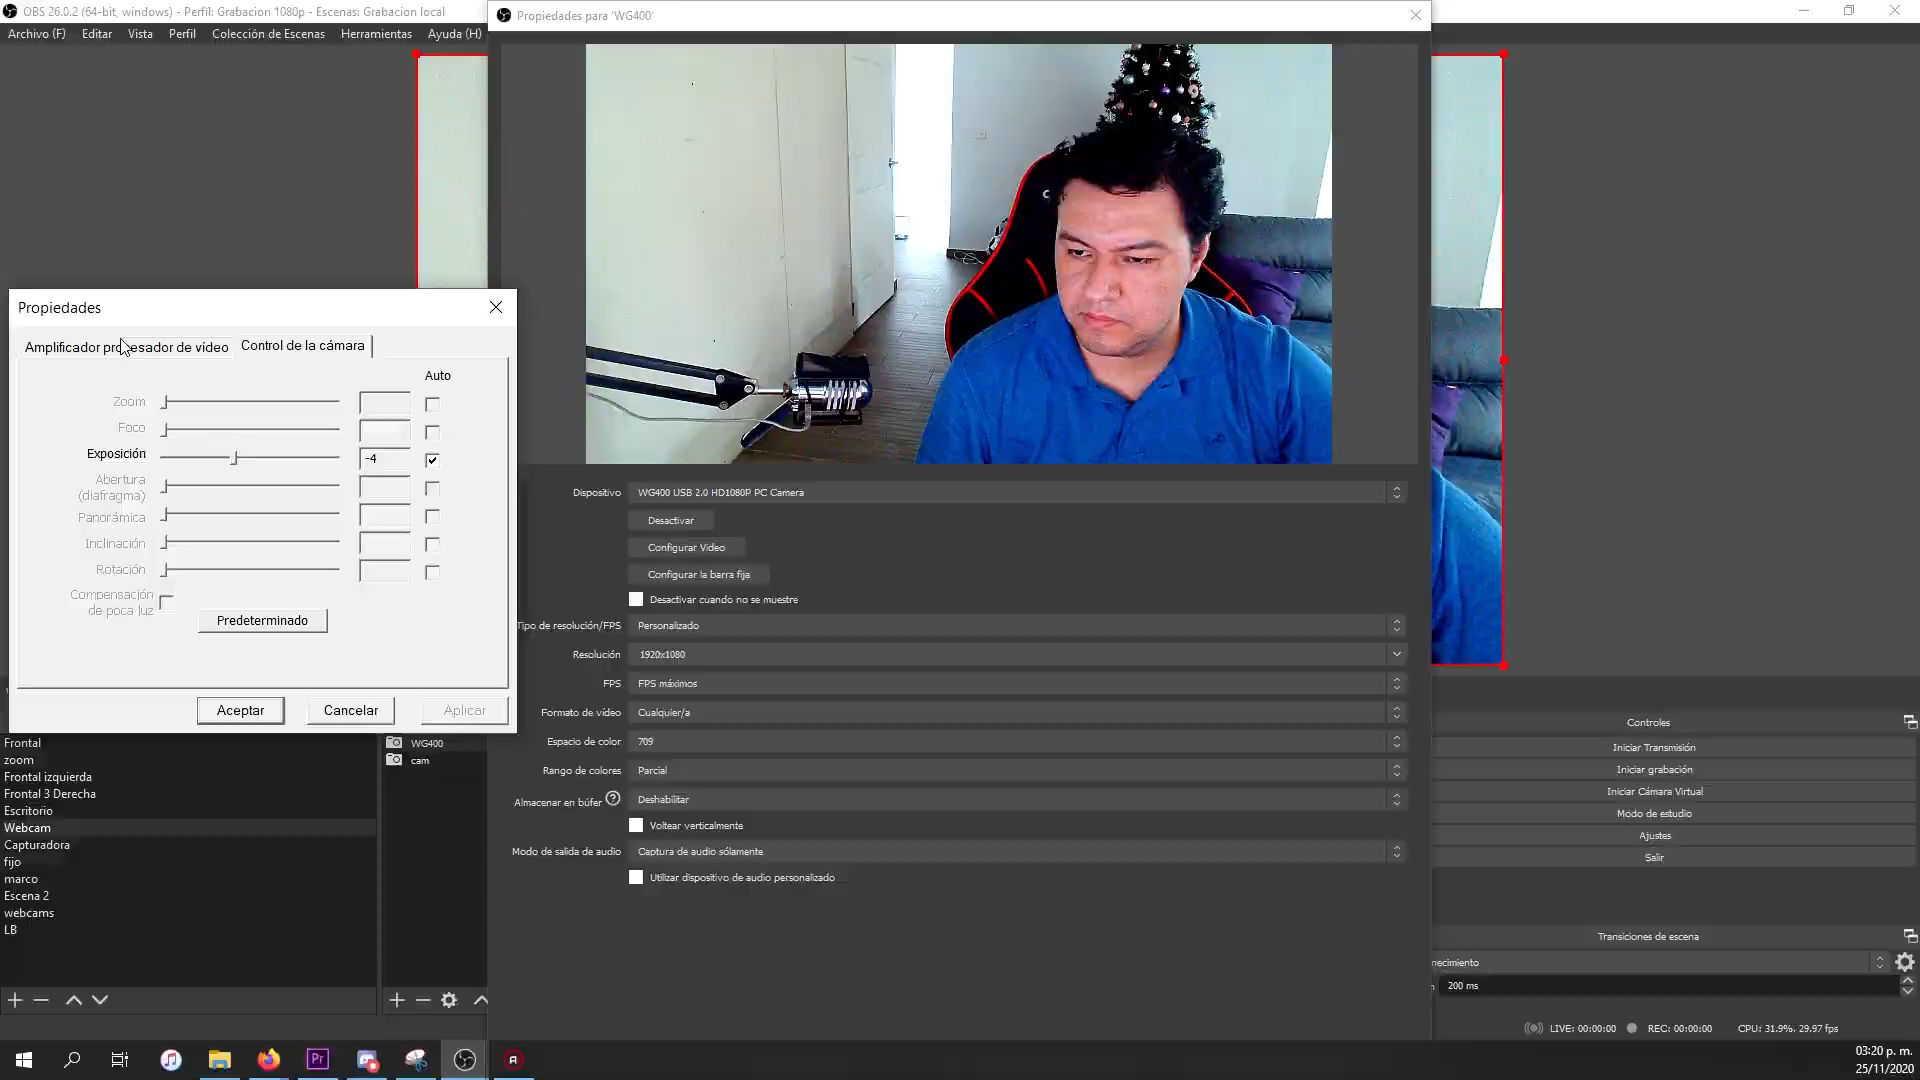 OBS 26.0.2 (64-bit, windows) - Perfil: Grabacion 1080p - Escenas: Grabacion local
Archivo (F) Editar Vista Perfil Colección de Escenas Herramientas Ayuda (H)
Propiedades para 'WG400'
Propiedades
Amplificador procesador de vídeo Control de la cámara
Auto
Zoom
Foco
Exposición -4
Abertura
(diafragma)
Panorámica
Inclinación
Rotación
Compensación
de poca luz
Predeterminado
Aceptar Cancelar Aplicar
Dispositivo WG400 USB 2.0 HD1080P PC Camera
Desactivar
Configurar Video
Configurar la barra fija
Desactivar cuando no se muestre
Tipo de resolución/FPS Personalizado
Resolución 1920x1080
FPS FPS máximos
Formato de vídeo Cualquier/a
Espacio de color 709
Rango de colores Parcial
Almacenar en búfer ? Deshabilitar
Voltear verticalmente
Modo de salida de audio Captura de audio sólamente
Utilizar dispositivo de audio personalizado
Frontal
zoom
Frontal izquierda
Frontal 3 Derecha
Escritorio
Webcam
Capturadora
fijo
marco
Escena 2
webcams
LB
WG400
cam
Controles
Iniciar Transmisión
Iniciar grabación
Iniciar Cámara Virtual
Modo de estudio
Ajustes
Salir
Transiciones de escena
necimiento
n 200 ms
LIVE: 00:00:00 REC: 00:00:00 CPU: 31.9%, 29.97 fps
Pr
03:20 p. m.
25/11/2020